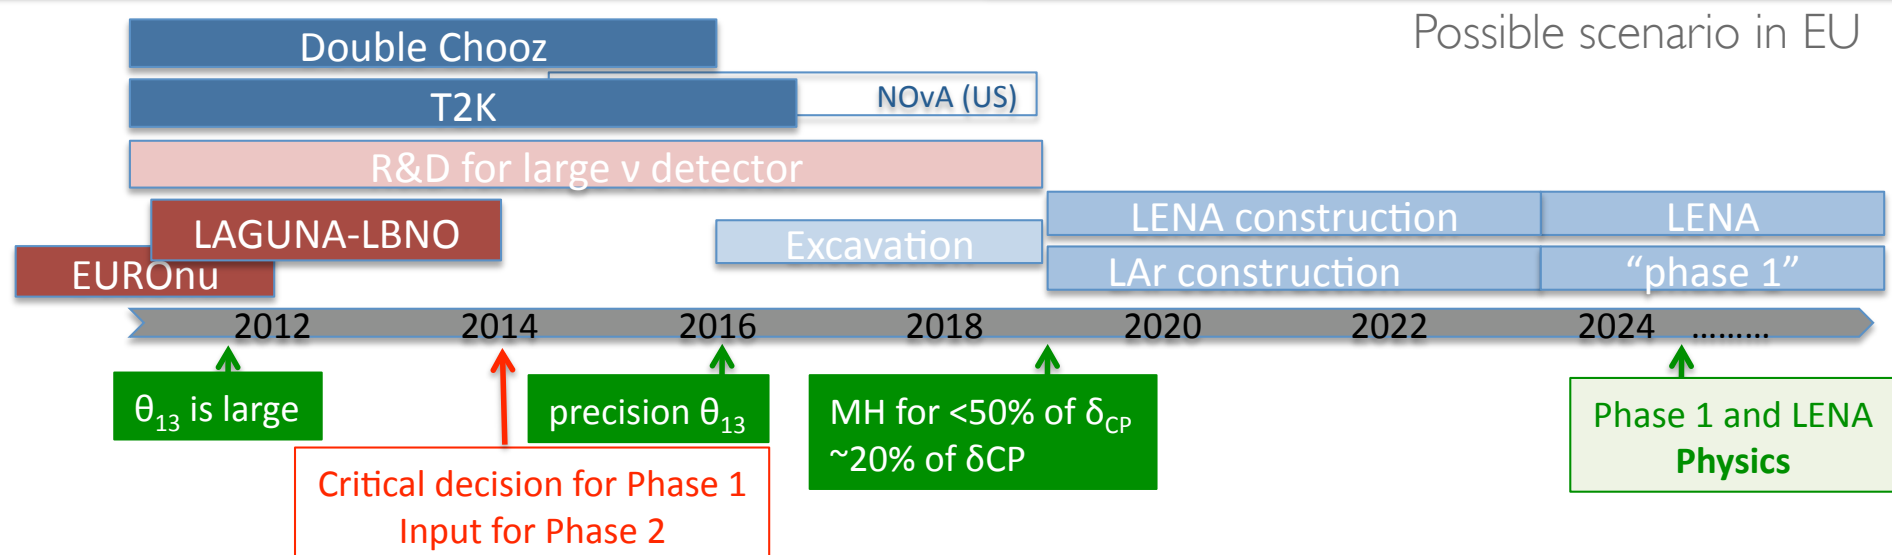 Possible scenario in EU
Double Chooz
T2K
NOvA (US)
R&D for large ν detector
LAGUNA-LBNO
EUROnu
Excavation
LENA construction
LENA
LAr construction
“phase 1”
2012 2014 2016 2018 2020 2022 2024 .........
θ13 is large
Critical decision for Phase 1
Input for Phase 2
precision θ13
MH for <50% of δCP
~20% of δCP
Phase 1 and LENA
Physics